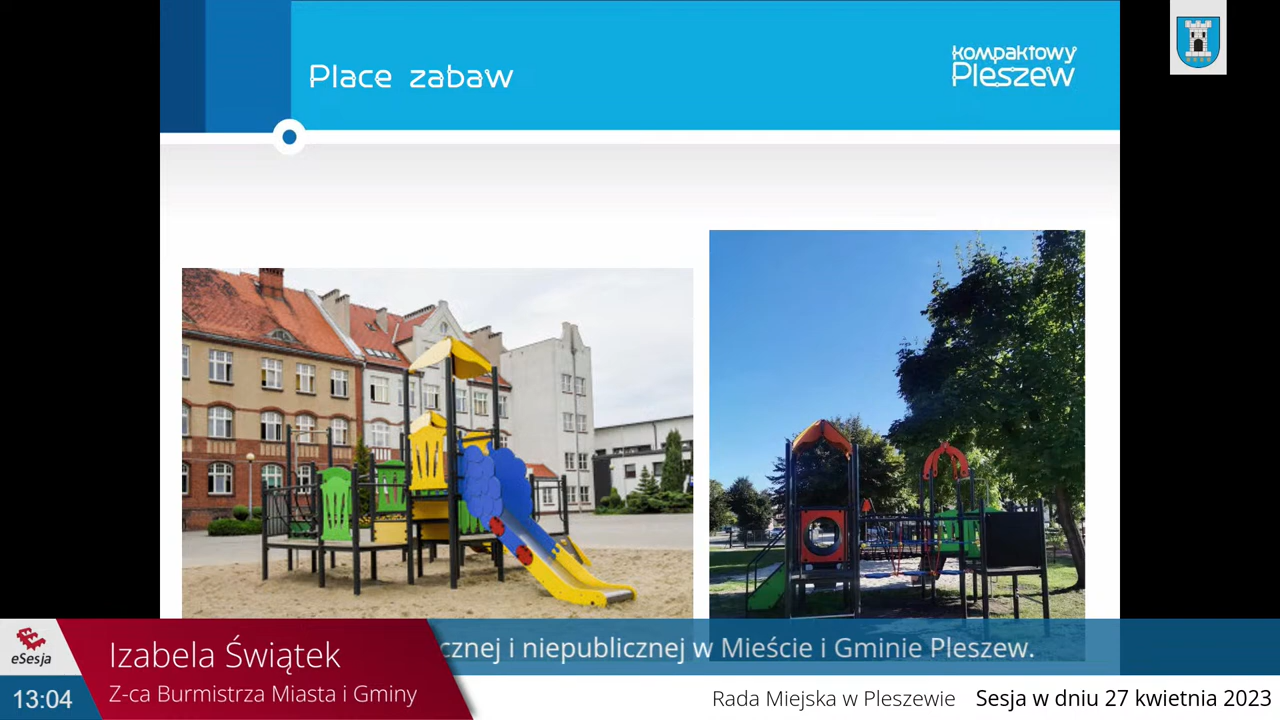 Place zabaw
kompaktowy
Pleszew
eSesja
Izabela Świątek
Z-ca Burmistrza Miasta i Gminy
cznej i niepublicznej w Mieście i Gminie Pleszew.
13:04
Rada Miejska w Pleszewie Sesja w dniu 27 kwietnia 2023